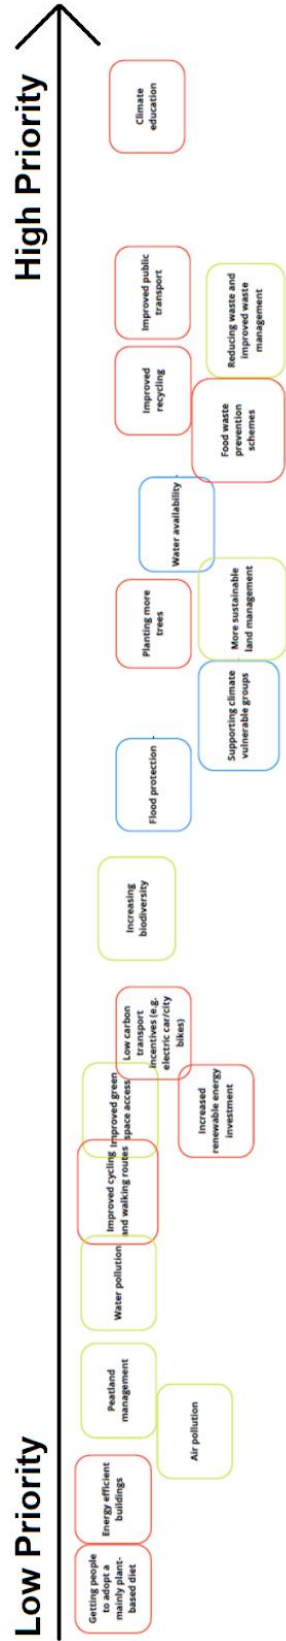 High Priority
Climate
education
Improved public
transport
Reducing waste and
improved waste
management
Improved
recycling
Food waste
prevention
schemes
Water availability
Planting more
trees
More sustainable
land management
Supporting climate
vulnerable groups
Flood protection
Increasing
biodiversity
Low carbon
transport
incentives (e.g.
electric car/city
bikes)
Improved green
space access
Increased
renewable energy
investment
Improved cycling
and walking routes
Water pollution
Peatland
management
Air pollution
Energy efficient
buildings
Getting people
to adopt a
mainly plant-
based diet
Low Priority